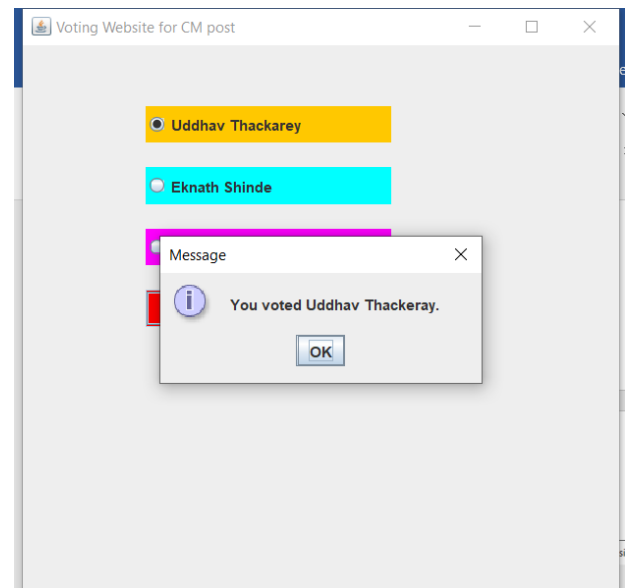 Voting Website for CM post
Uddhav Thackarey
Eknath Shinde
Message
You voted Uddhav Thackeray.
OK